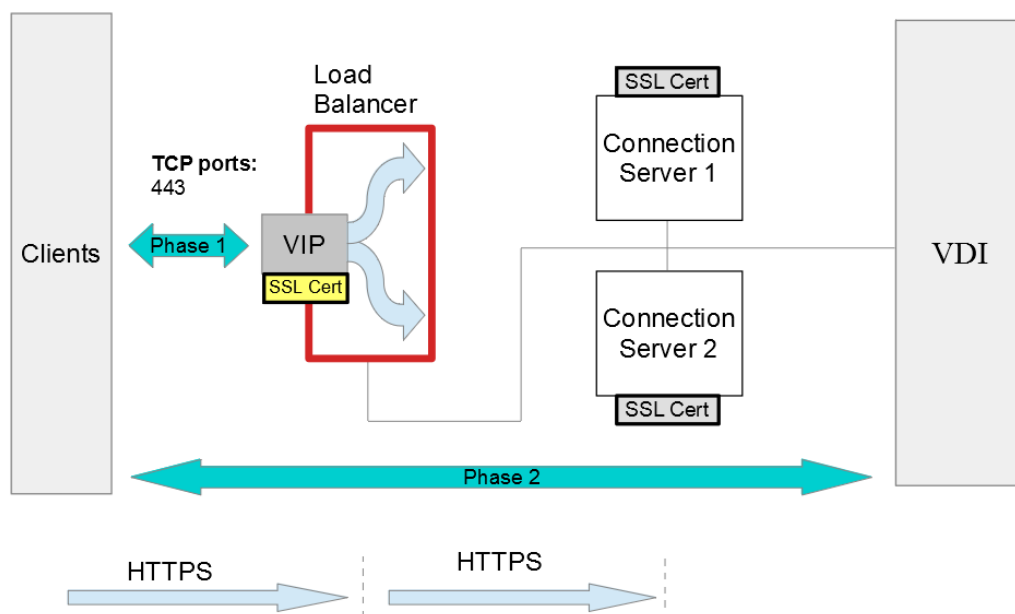 Load
Balancer
SSL Cert
Connection
Server 1
TCP ports:
443
Clients
Phase 1
VIP
SSL Cert
VDI
Connection
Server 2
SSL Cert
Phase 2
HTTPS
HTTPS